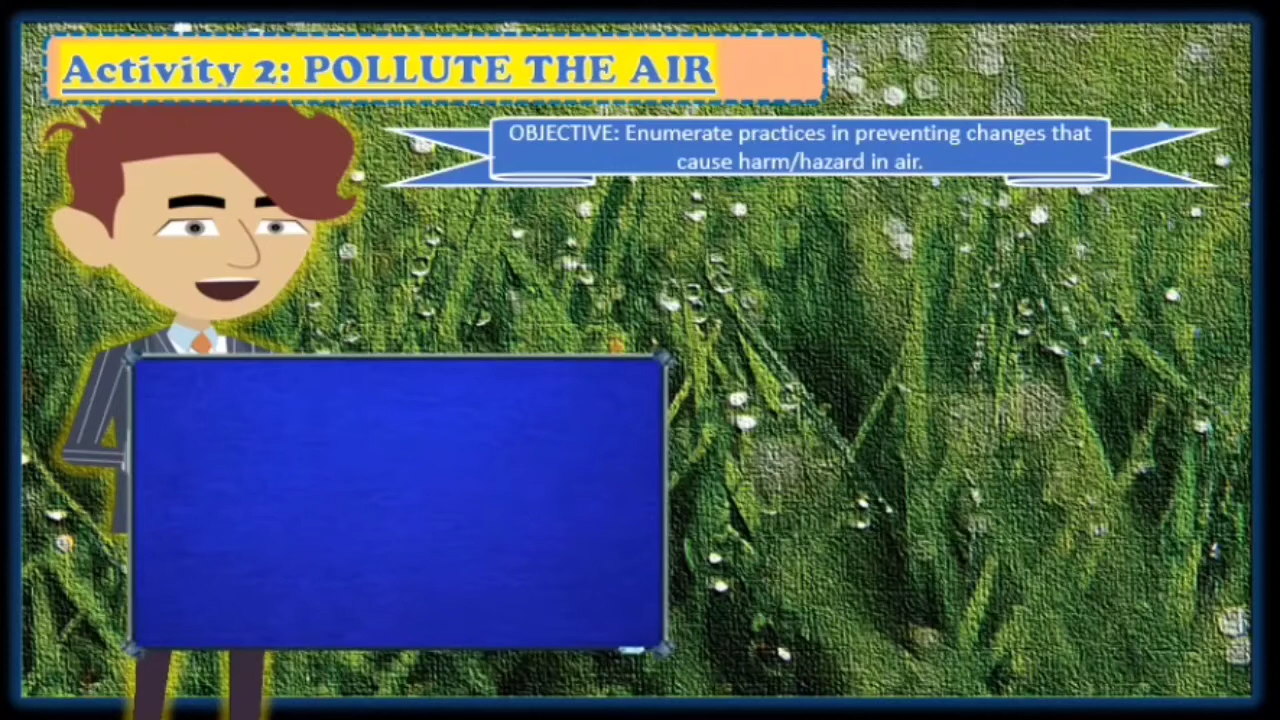 Activity 2: POLLUTE THE AIR
OBJECTIVE: Enumerate practices in preventing changes that
cause harm/hazard in air.